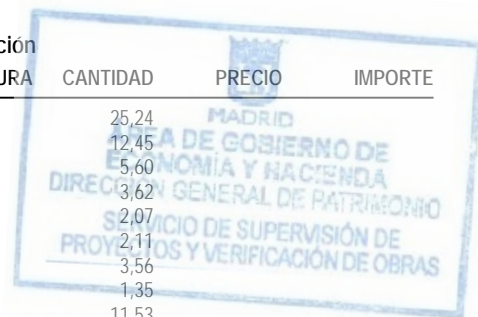 ción
URA CANTIDAD PRECIO IMPORTE
MADRID
25,24
12,45
ÁREA DE GOBIERNO DE
5,60
ECONOMÍA Y HACIENDA
3,62
DIRECCIÓN GENERAL DE PATRIMONIO
2,07
SERVICIO DE SUPERVISIÓN DE
2,11
PROYECTOS Y VERIFICACIÓN DE OBRAS
3,56
1,35
11,53